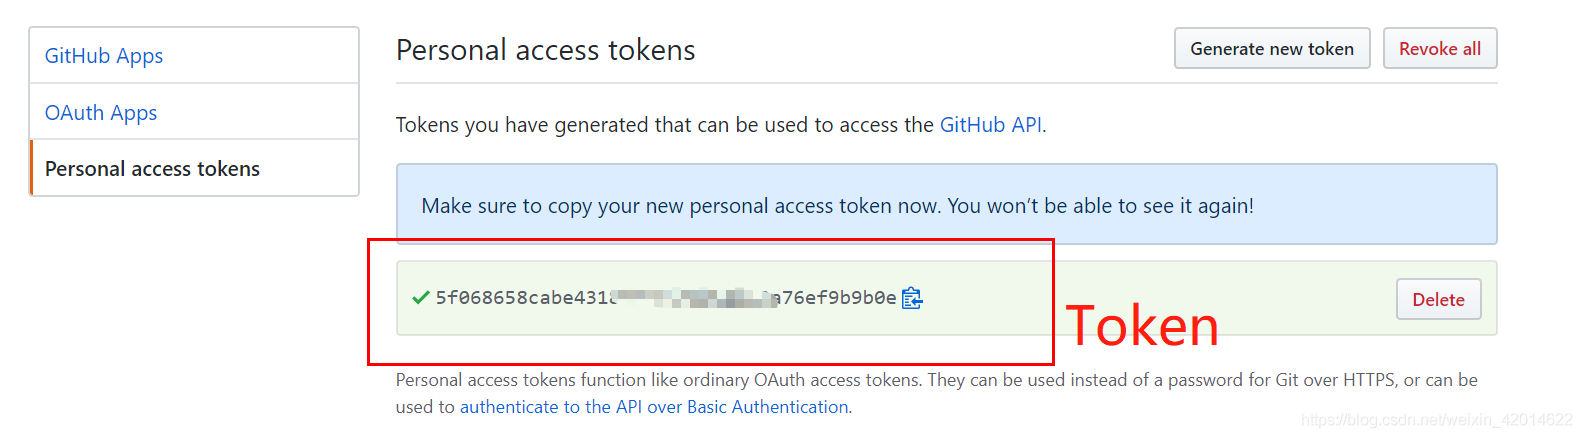 GitHub Apps
OAuth Apps
Personal access tokens
Personal access tokens
Generate new token
Revoke all
Tokens you have generated that can be used to access the GitHub API.
Make sure to copy your new personal access token now. You won’t be able to see it again!
Delete
Token
Personal access tokens function like ordinary OAuth access tokens. They can be used instead of a password for Git over HTTPS, or can be
used to authenticate to the API over Basic Authentication.
https://blog.csdn.net/weixin_42014622